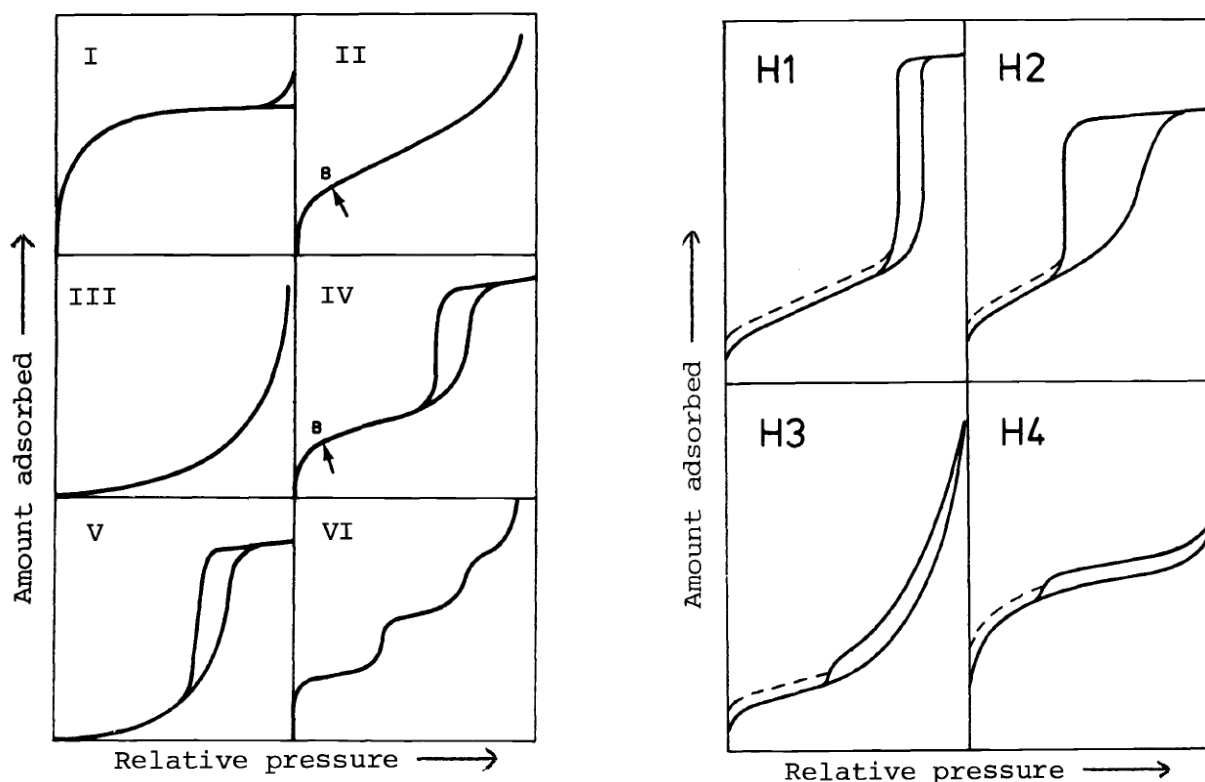 I
II
B
III
IV
B
V
VI
Amount adsorbed
Relative pressure
H1
H2
H3
H4
Amount adsorbed
Relative pressure